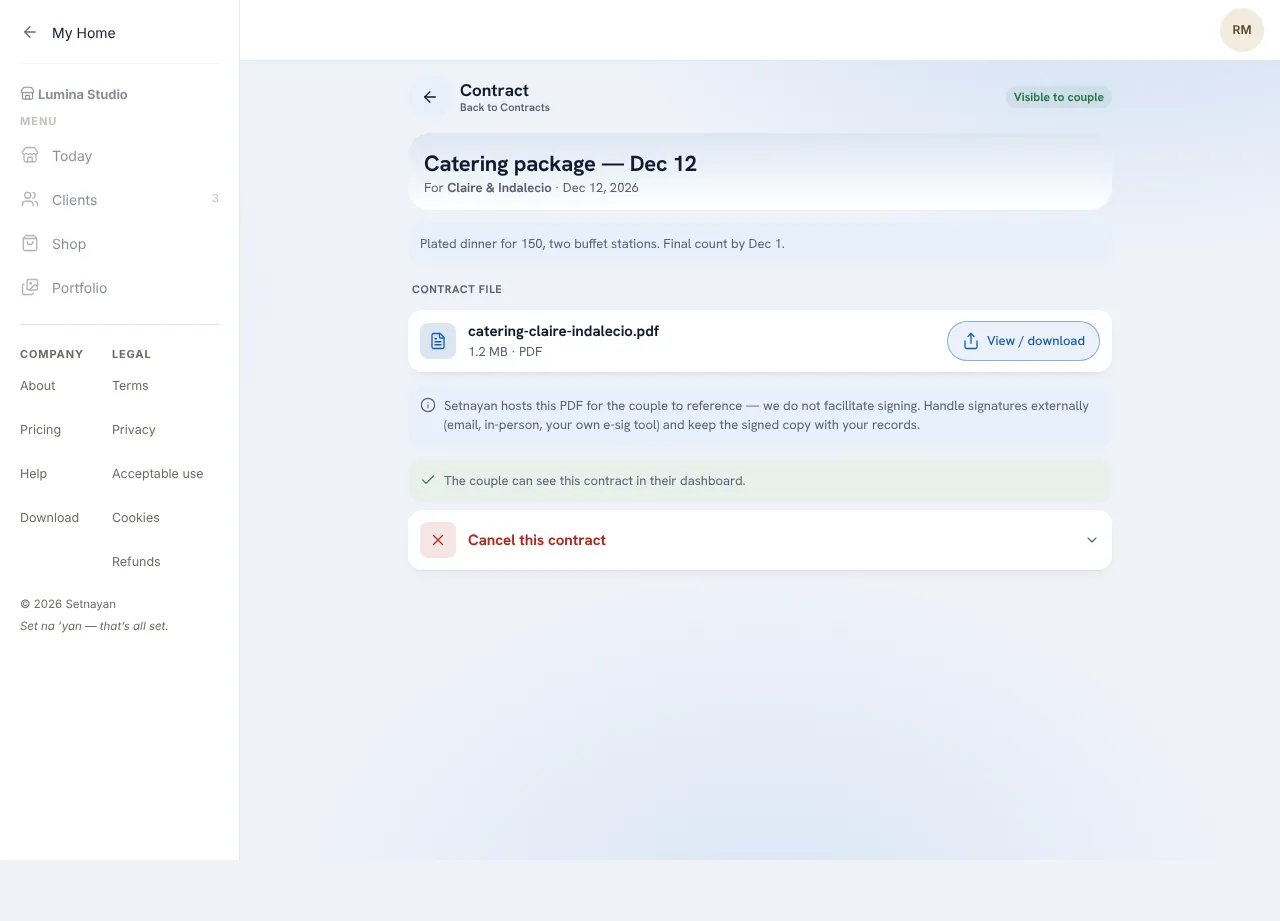 My Home
Lumina Studio
MENU
Today
Clients 3
Shop
Portfolio
COMPANY LEGAL
About Terms
Pricing Privacy
Help Acceptable use
Download Cookies
Refunds
© 2026 Setnayan
Set na 'yan — that's all set.
RM
Contract
Back to Contracts
Visible to couple
Catering package — Dec 12
For Claire & Indalecio · Dec 12, 2026
Plated dinner for 150, two buffet stations. Final count by Dec 1.
CONTRACT FILE
catering-claire-indalecio.pdf
1.2 MB · PDF
View / download
Setnayan hosts this PDF for the couple to reference — we do not facilitate signing. Handle signatures externally
(email, in-person, your own e-sig tool) and keep the signed copy with your records.
The couple can see this contract in their dashboard.
Cancel this contract